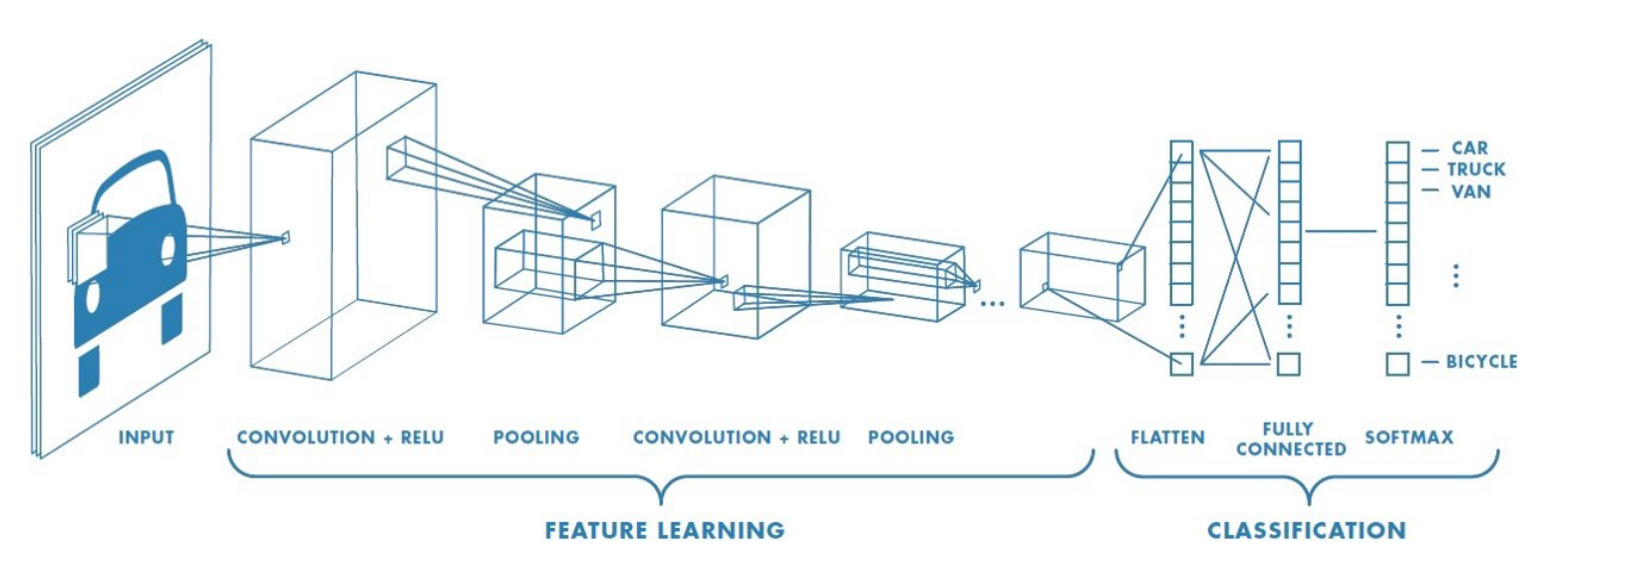 CAR
TRUCK
VAN
BICYCLE
INPUT
CONVOLUTION + RELU
POOLING
CONVOLUTION + RELU
POOLING
FLATTEN
FULLY
CONNECTED
SOFTMAX
FEATURE LEARNING
CLASSIFICATION